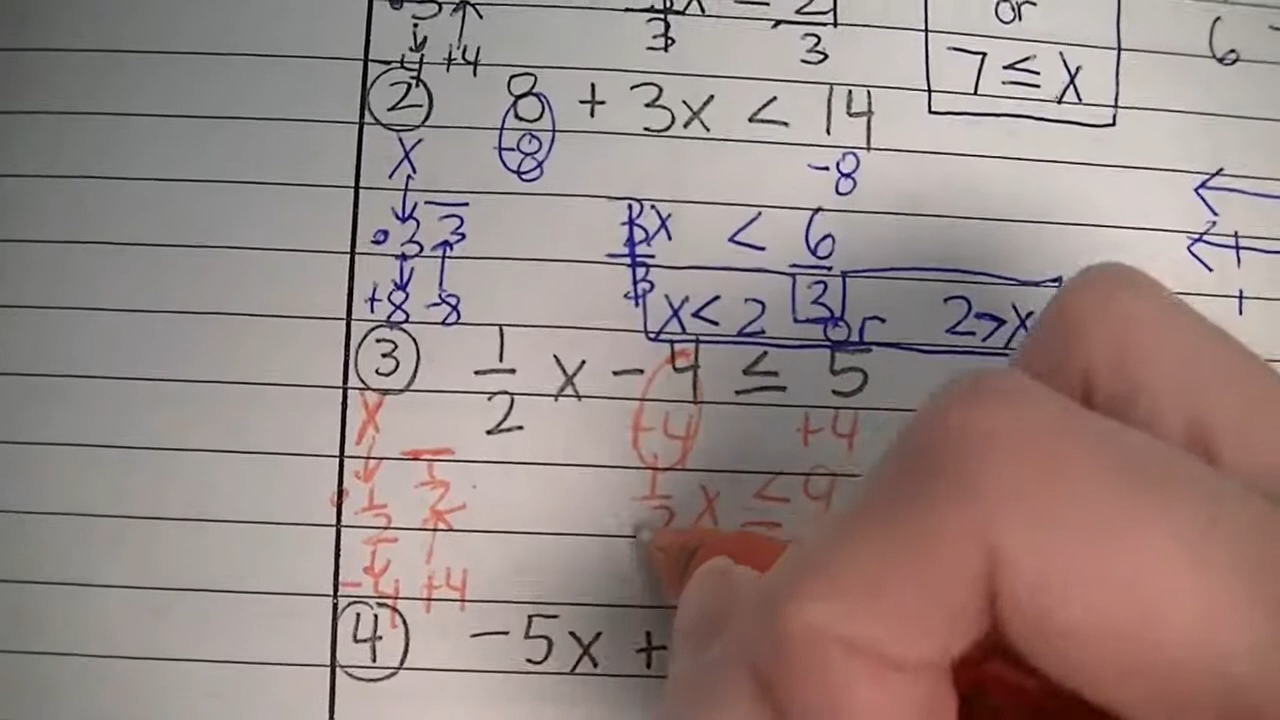 +4
3 3
or
7 ≤ x
6
② 8 + 3x < 14
-8 -8
x
·3 3
3x < 6
3 3
+8 -8
x < 2 or 2 > x
③ 1/2 x - 4 ≤ 5
x
+4 +4
· 1/2 1/2
1/2 x ≤ 9
-4 +4
④ -5x +